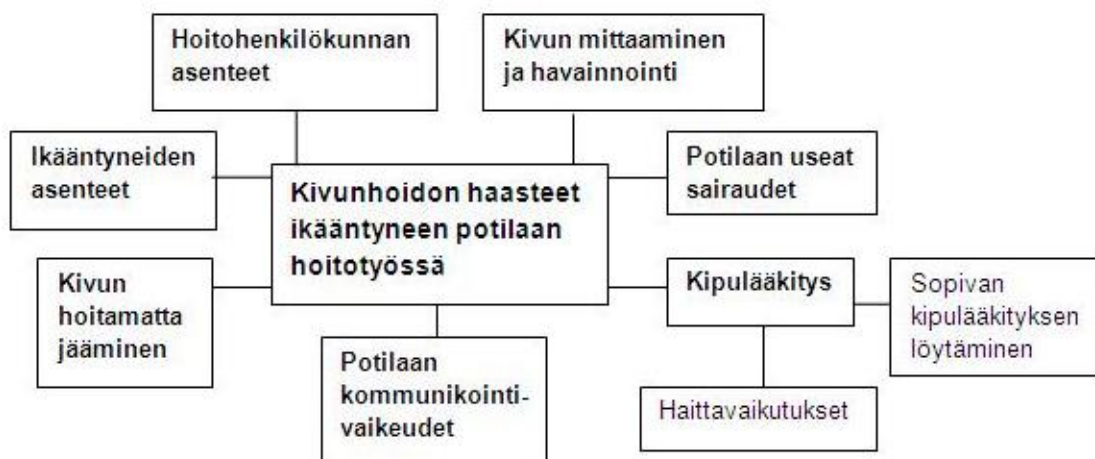 Hoitohenkilökunnan
asenteet
Kivun mittaaminen
ja havainnointi
Ikääntyneiden
asenteet
Kivunhoidon haasteet
ikääntyneen potilaan
hoitotyössä
Potilaan useat
sairaudet
Kivun
hoitamatta
jääminen
Kipulääkitys
Sopivan
kipulääkityksen
löytäminen
Potilaan
kommunikointi-
vaikeudet
Haittavaikutukset